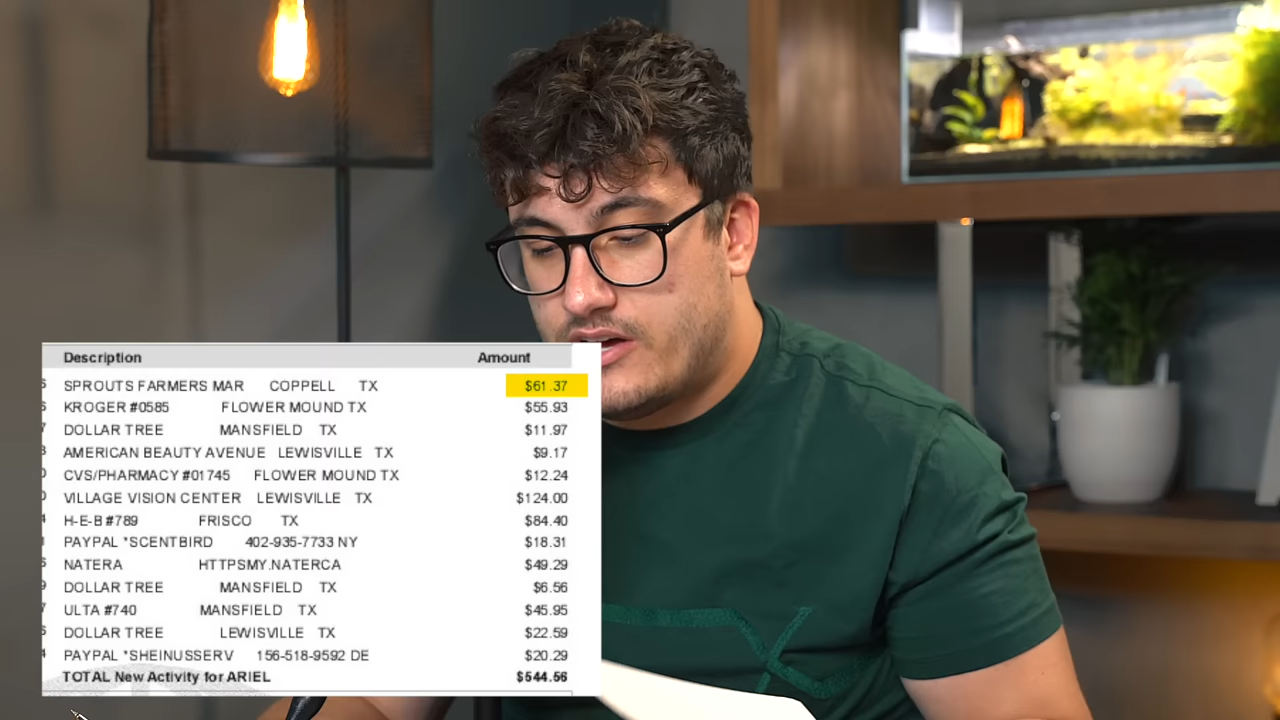 Description Amount
SPROUTS FARMERS MAR COPPELL TX $61.37
KROGER #0585 FLOWER MOUND TX $55.93
DOLLAR TREE MANSFIELD TX $11.97
AMERICAN BEAUTY AVENUE LEWISVILLE TX $9.17
CVS/PHARMACY #01745 FLOWER MOUND TX $12.24
VILLAGE VISION CENTER LEWISVILLE TX $124.00
H-E-B #789 FRISCO TX $84.40
PAYPAL *SCENTBIRD 402-935-7733 NY $18.31
NATERA HTTPSMY.NATERCA $49.29
DOLLAR TREE MANSFIELD TX $6.56
ULTA #740 MANSFIELD TX $45.95
DOLLAR TREE LEWISVILLE TX $22.59
PAYPAL *SHEINUSSERV 156-518-9592 DE $20.29
TOTAL New Activity for ARIEL $544.56